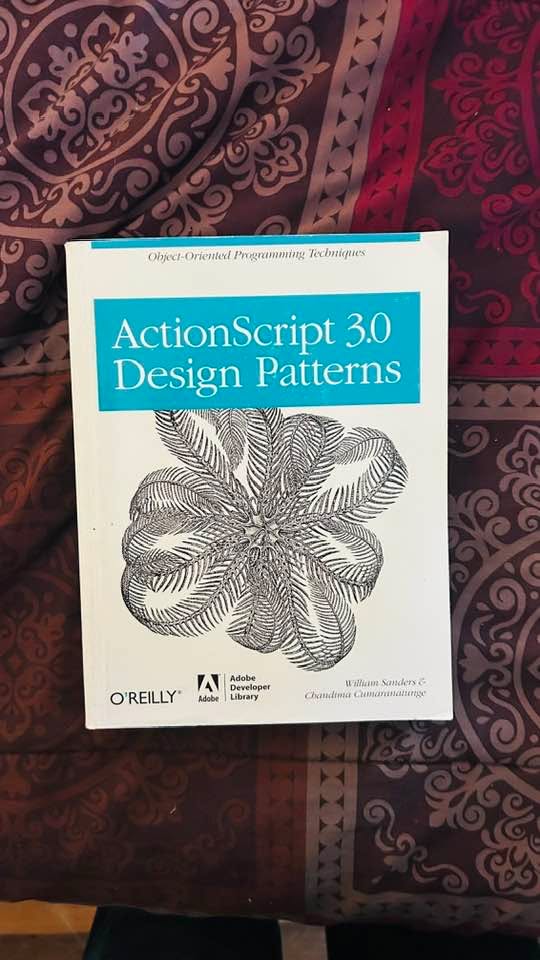 Object-Oriented Programming Techniques
ActionScript 3.0
Design Patterns
William Sanders &
Chandima Cumaranatunge
O'REILLY®
Adobe
Adobe
Developer
Library